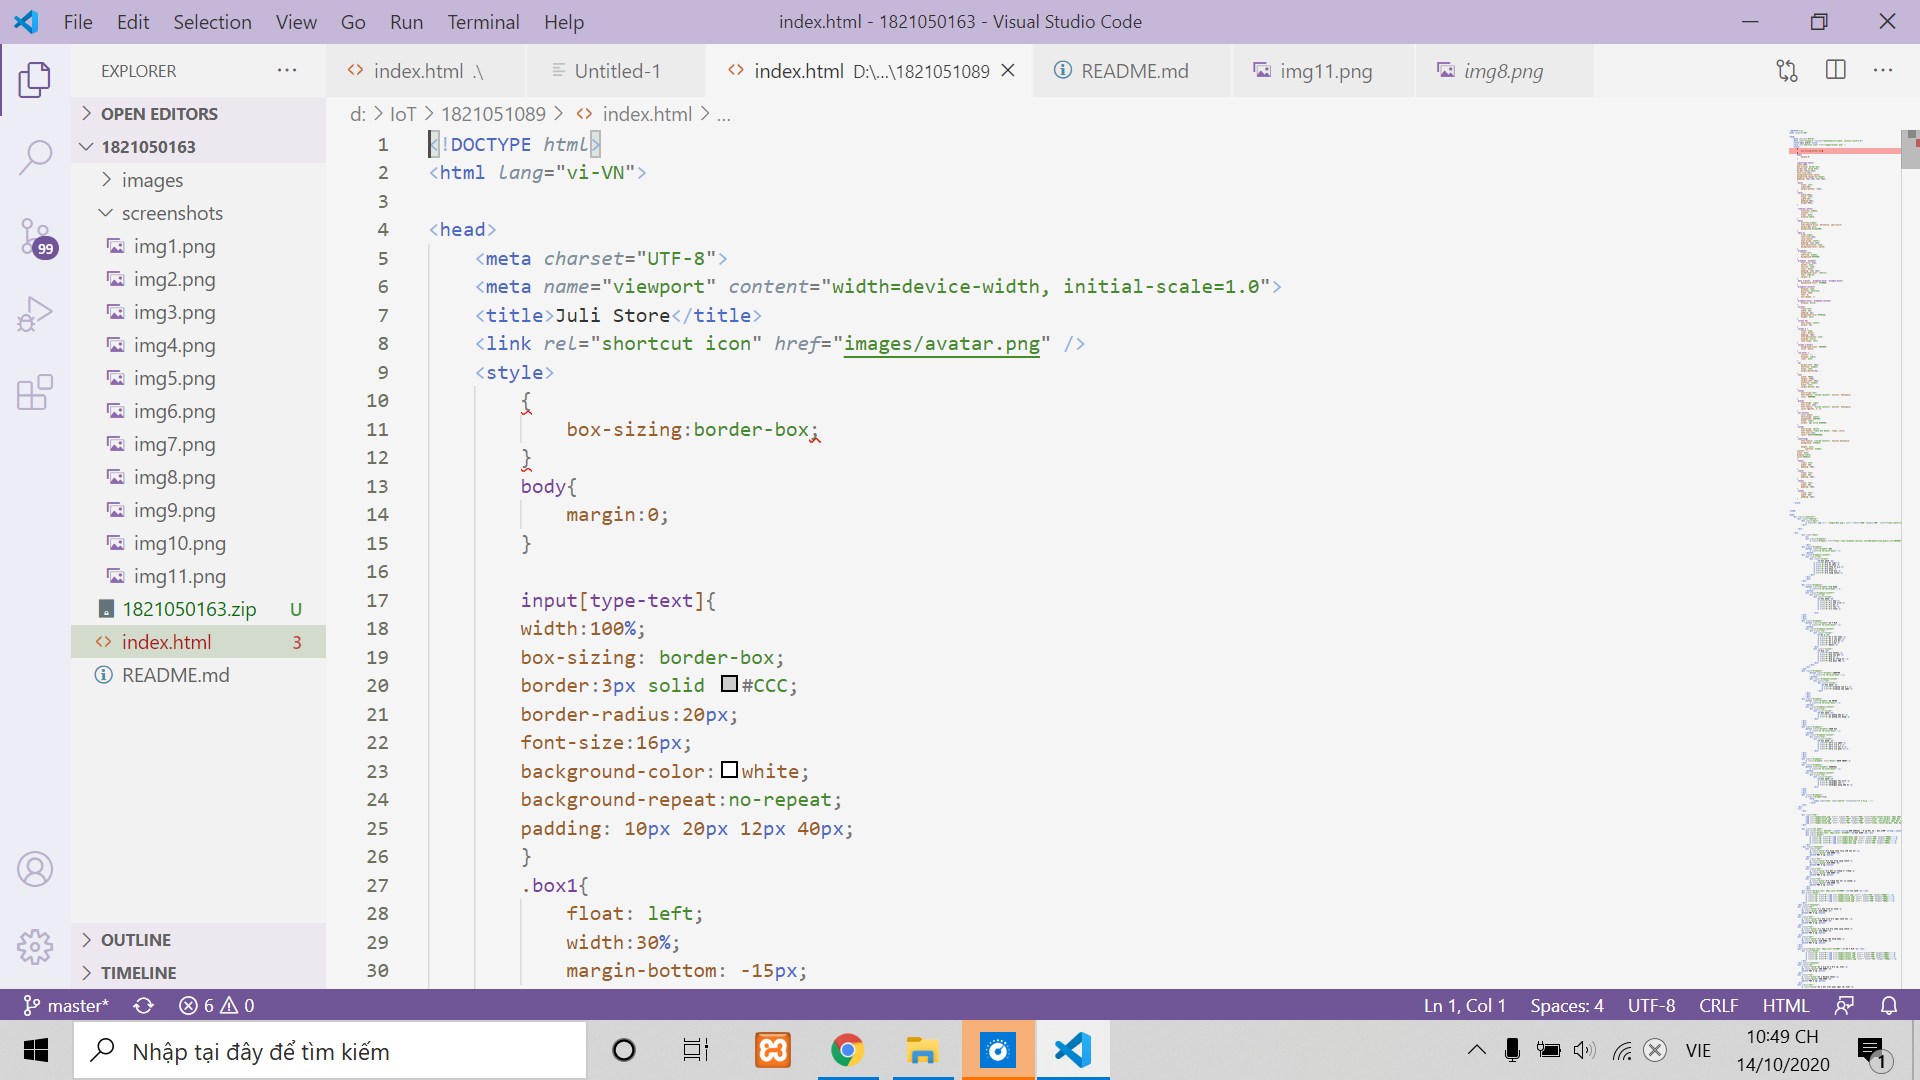 File Edit Selection View Go Run Terminal Help
index.html - 1821050163 - Visual Studio Code
EXPLORER
index.html .\
Untitled-1
index.html D:\...\1821051089
README.md
img11.png
img8.png
d: > IoT > 1821051089 > index.html > ...
OPEN EDITORS
1821050163
images
screenshots
img1.png
img2.png
img3.png
img4.png
img5.png
img6.png
img7.png
img8.png
img9.png
img10.png
img11.png
1821050163.zip U
index.html 3
README.md
OUTLINE
TIMELINE
99
1 <!DOCTYPE html>
2 <html lang="vi-VN">
3
4 <head>
5 <meta charset="UTF-8">
6 <meta name="viewport" content="width=device-width, initial-scale=1.0">
7 <title>Juli Store</title>
8 <link rel="shortcut icon" href="images/avatar.png" />
9 <style>
10 {
11 box-sizing:border-box;
12 }
13 body{
14 margin:0;
15 }
16
17 input[type-text]{
18 width:100%;
19 box-sizing: border-box;
20 border:3px solid #CCC;
21 border-radius:20px;
22 font-size:16px;
23 background-color:white;
24 background-repeat:no-repeat;
25 padding: 10px 20px 12px 40px;
26 }
27 .box1{
28 float: left;
29 width:30%;
30 margin-bottom: -15px;
master* 6 0
Ln 1, Col 1 Spaces: 4 UTF-8 CRLF HTML
Nhập tại đây để tìm kiếm
VIE
10:49 CH
14/10/2020
1